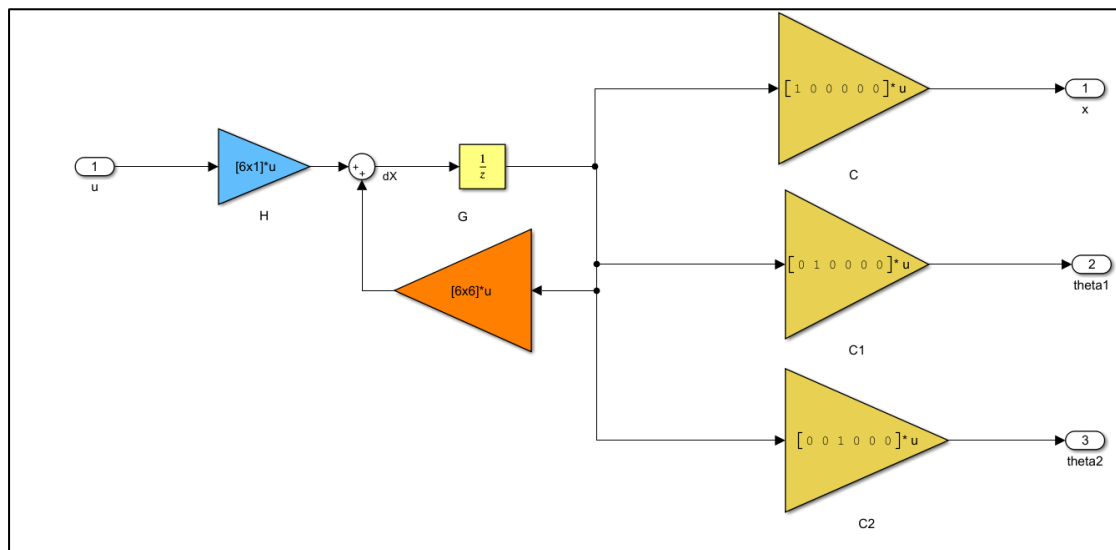 [1 0 0 0 0 0]* u
1
x
C
1
u
[6x1]*u
H
+
+
dX
1
z
G
[6x6]*u
[0 1 0 0 0 0]* u
2
theta1
C1
[0 0 1 0 0 0]* u
3
theta2
C2